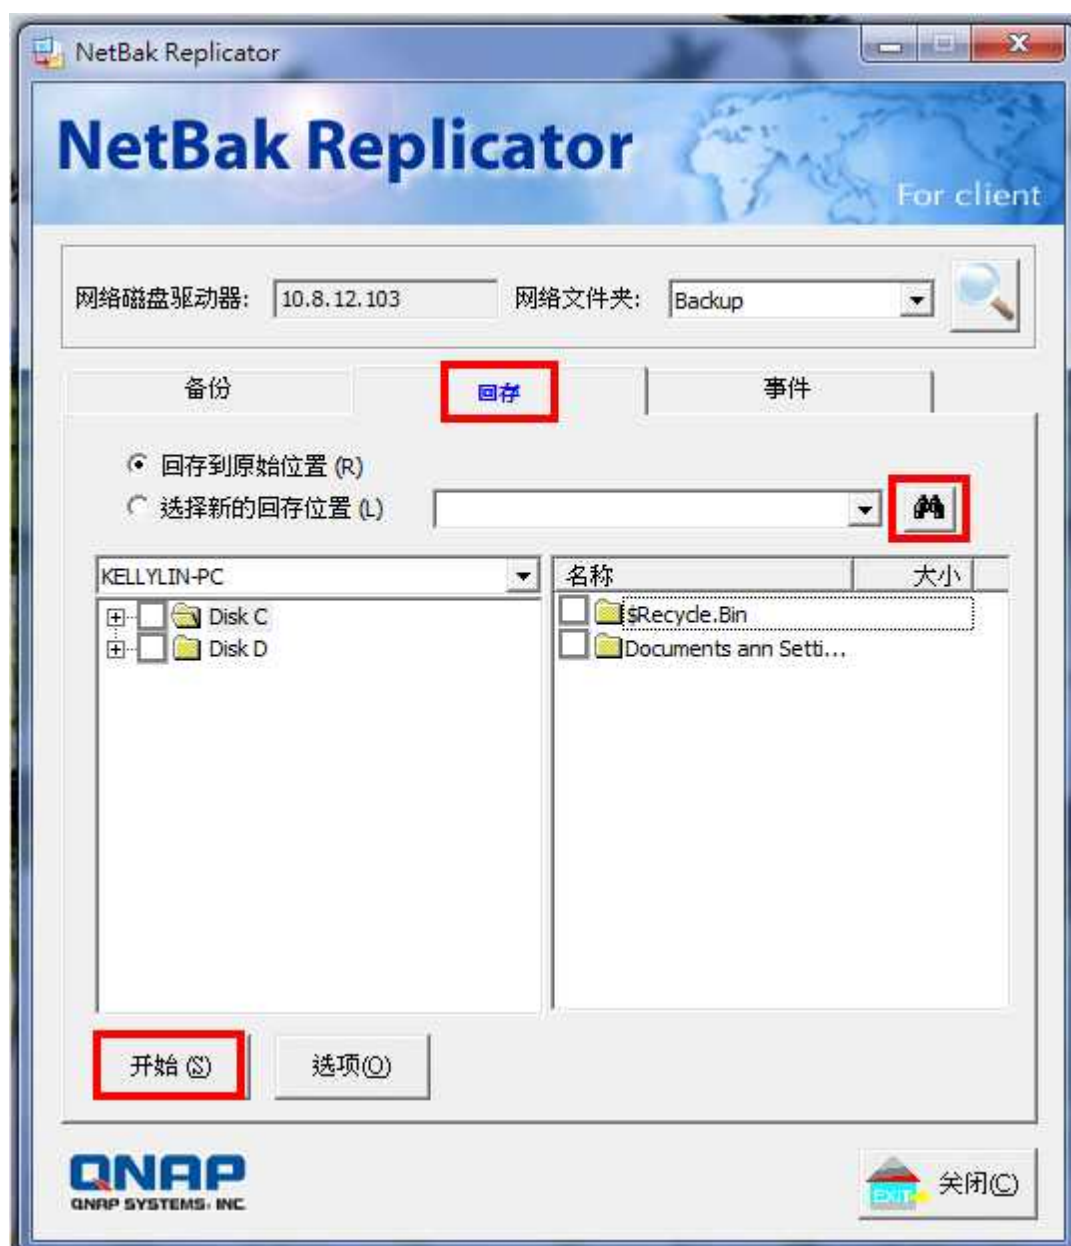 NetBak Replicator
NetBak Replicator
For client
网络磁盘驱动器: 10.8.12.103 网络文件夹: Backup
备份 回存 事件
回存到原始位置 (R)
选择新的回存位置 (L)
KELLYLIN-PC 名称 大小
Disk C $Recycle.Bin
Disk D Documents ann Setti...
开始 (S) 选项(O)
QNAP
QNAP SYSTEMS, INC
EXIT 关闭(C)